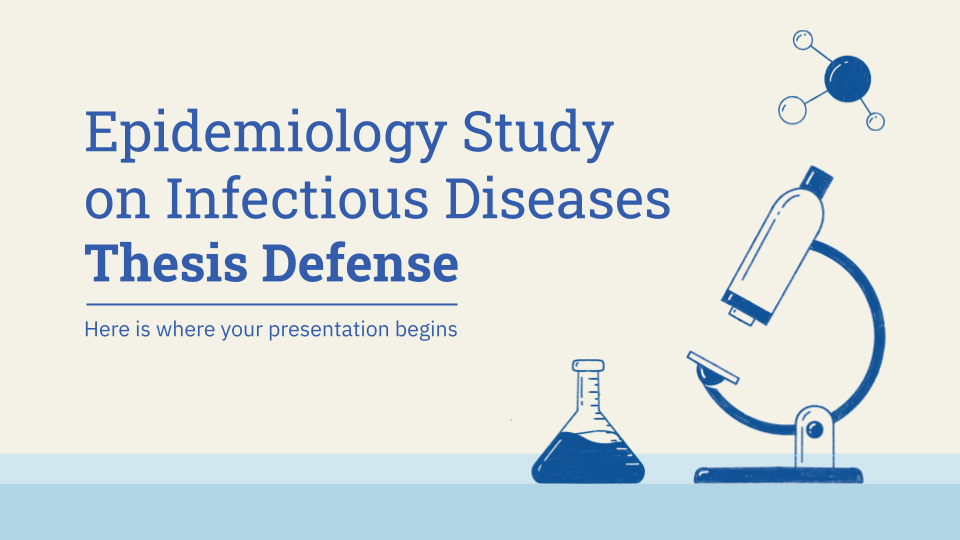 Epidemiology Study
on Infectious Diseases
Thesis Defense
Here is where your presentation begins